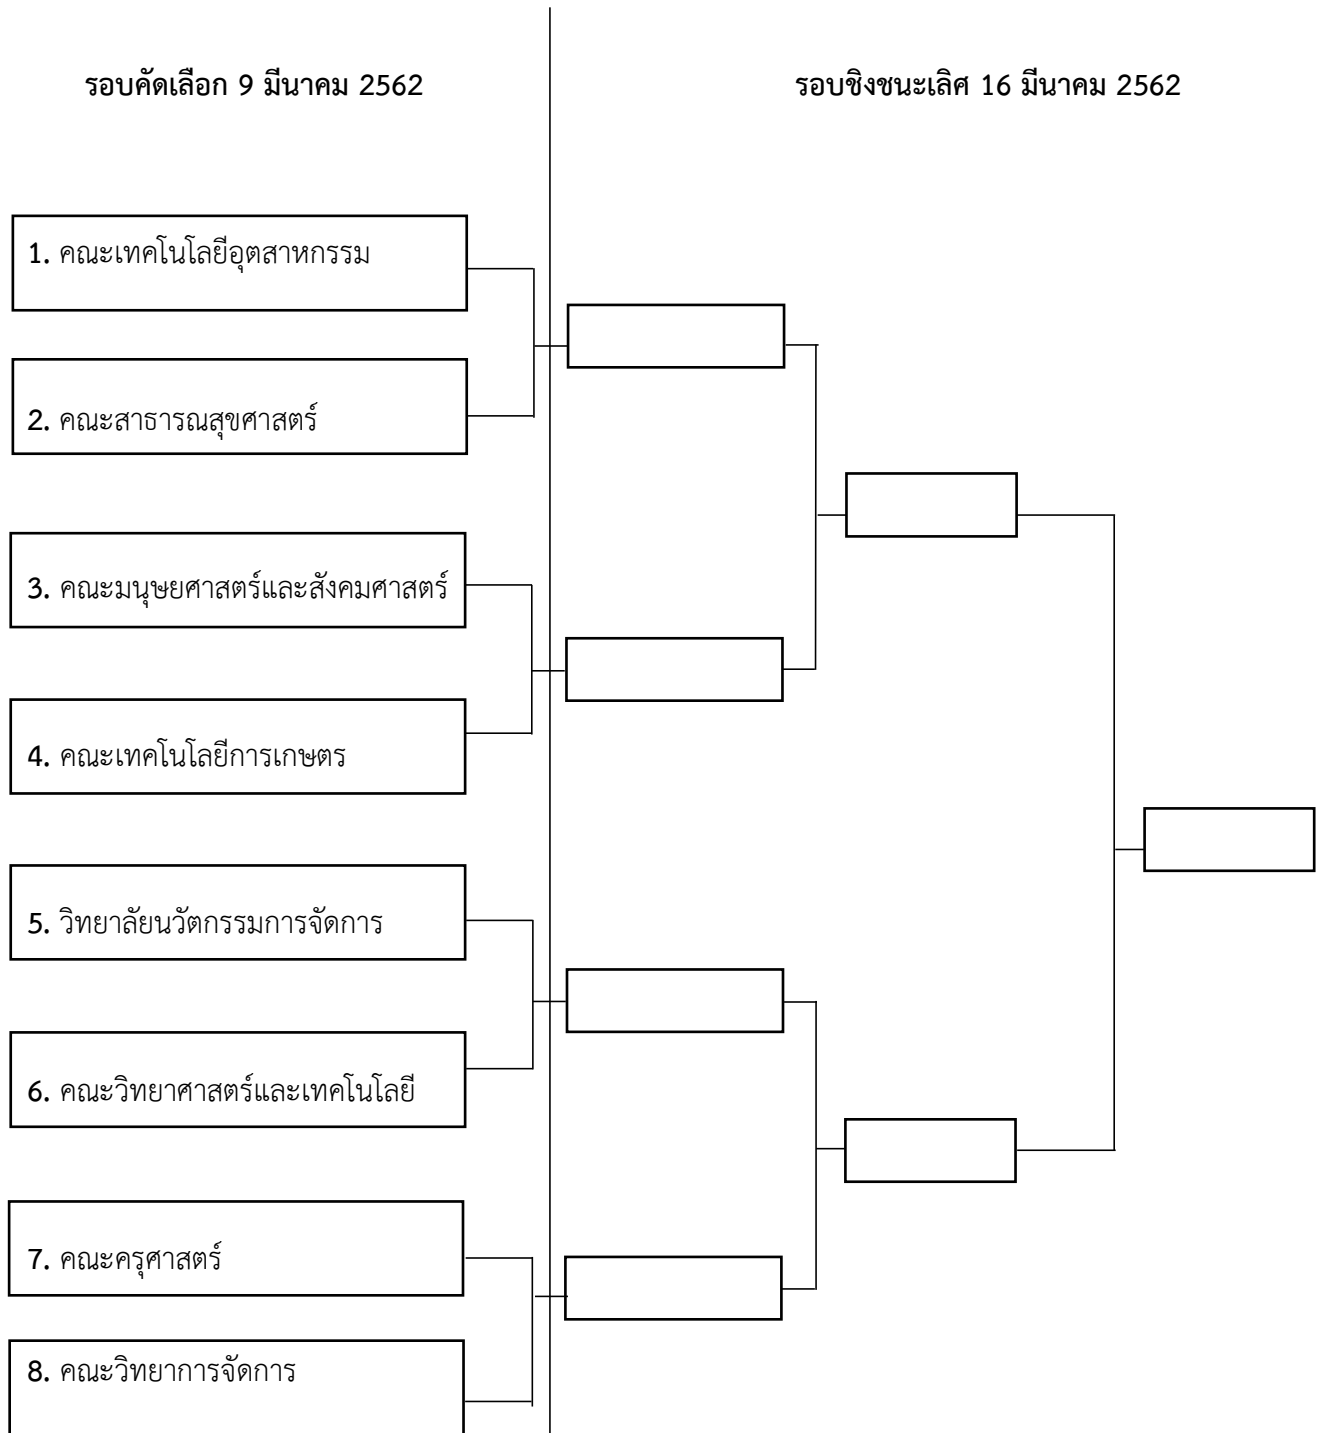 รอบคัดเลือก 9 มีนาคม 2562
รอบชิงชนะเลิศ 16 มีนาคม 2562
1. คณะเทคโนโลยีอุตสาหกรรม
2. คณะสาธารณสุขศาสตร์
3. คณะมนุษยศาสตร์และสังคมศาสตร์
4. คณะเทคโนโลยีการเกษตร
5. วิทยาลัยนวัตกรรมการจัดการ
6. คณะวิทยาศาสตร์และเทคโนโลยี
7. คณะครุศาสตร์
8. คณะวิทยาการจัดการ